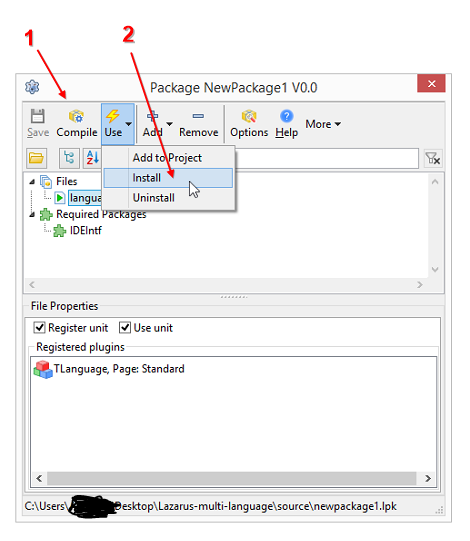 1
2
Package NewPackage1 V0.0
Save Compile Use Add Remove Options Help More
Add to Project
Install
Uninstall
Files
langua
Required Packages
IDEIntf
File Properties
Register unit Use unit
Registered plugins
TLanguage, Page: Standard
C:\Users\ Desktop\Lazarus-multi-language\source\newpackage1.lpk